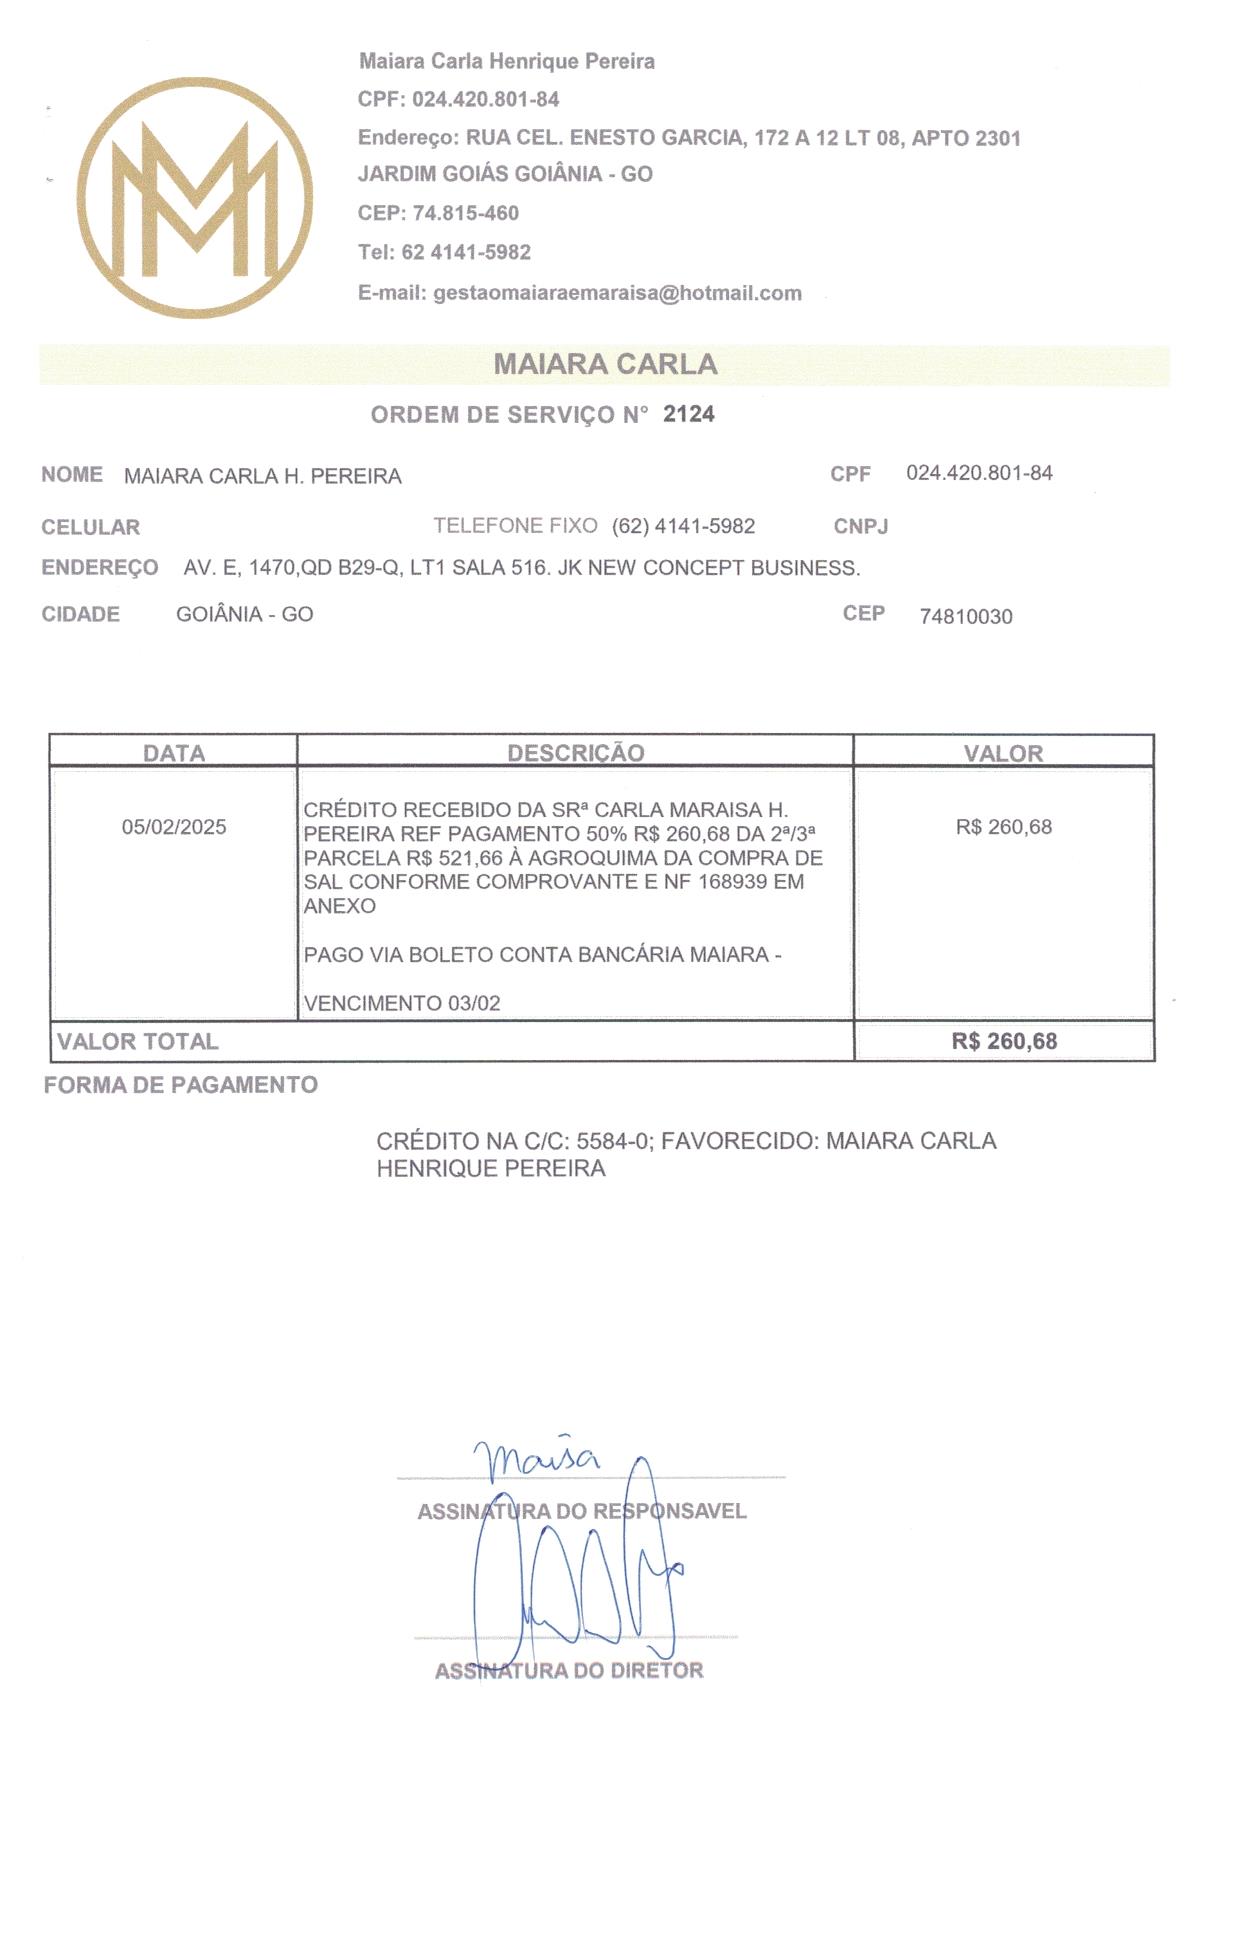 Maiara Carla Henrique Pereira
CPF: 024.420.801-84
Endereço: RUA CEL. ENESTO GARCIA, 172 A 12 LT 08, APTO 2301
JARDIM GOIÁS GOIÂNIA - GO
CEP: 74.815-460
Tel: 62 4141-5982
E-mail: gestaomaiaraemaraisa@hotmail.com
MAIARA CARLA
ORDEM DE SERVIÇO N° 2124
NOME MAIARA CARLA H. PEREIRA CPF 024.420.801-84
CELULAR TELEFONE FIXO (62) 4141-5982 CNPJ
ENDEREÇO AV. E, 1470,QD B29-Q, LT1 SALA 516. JK NEW CONCEPT BUSINESS.
CIDADE GOIÂNIA - GO CEP 74810030
DATA DESCRIÇÃO VALOR
CRÉDITO RECEBIDO DA SRª CARLA MARAISA H.
05/02/2025 PEREIRA REF PAGAMENTO 50% R$ 260,68 DA 2ª/3ª R$ 260,68
PARCELA R$ 521,66 À AGROQUIMA DA COMPRA DE
SAL CONFORME COMPROVANTE E NF 168939 EM
ANEXO
PAGO VIA BOLETO CONTA BANCÁRIA MAIARA -
VENCIMENTO 03/02
VALOR TOTAL R$ 260,68
FORMA DE PAGAMENTO
CRÉDITO NA C/C: 5584-0; FAVORECIDO: MAIARA CARLA
HENRIQUE PEREIRA
ASSINATURA DO RESPONSAVEL
ASSINATURA DO DIRETOR